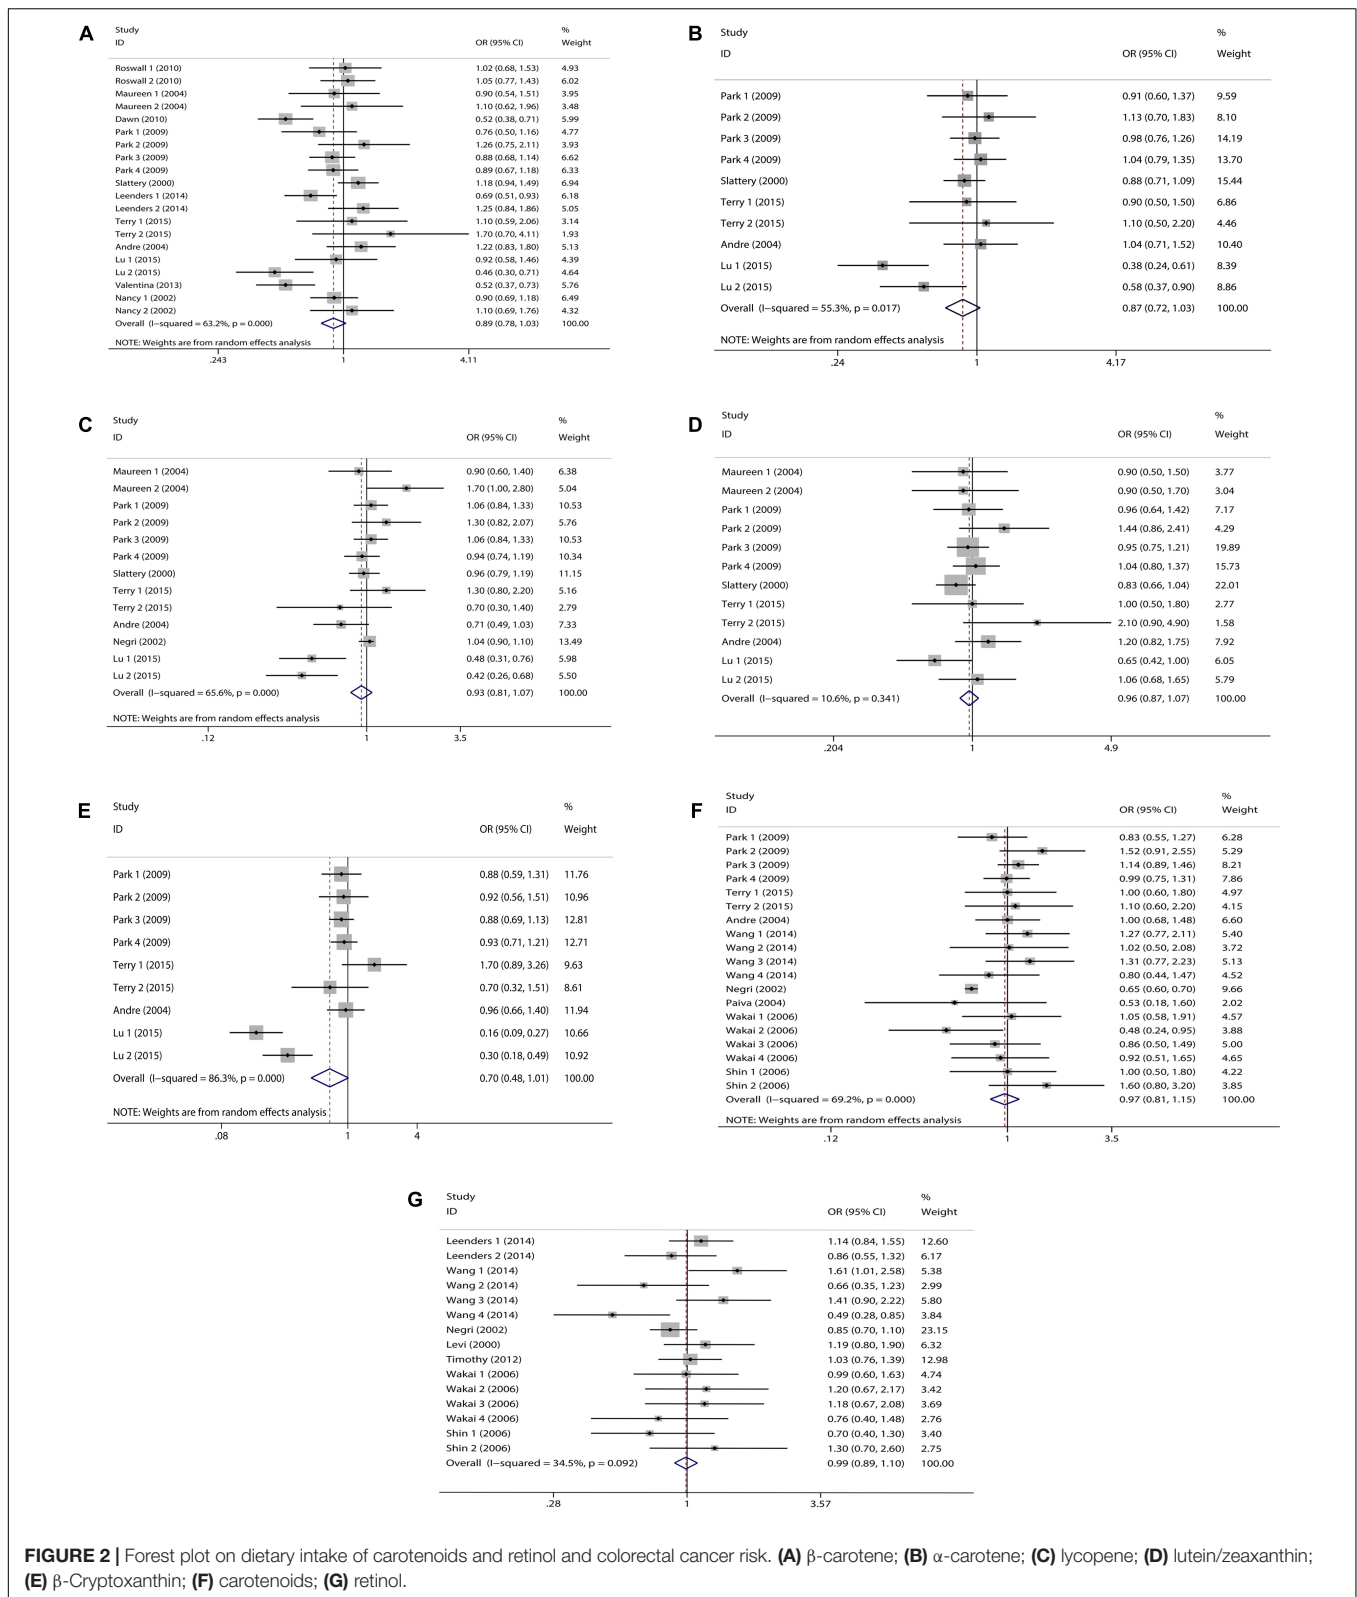 A
Study %
ID OR (95% CI) Weight
Roswall 1 (2010) 1.02 (0.68, 1.53) 4.93
Roswall 2 (2010) 1.05 (0.77, 1.43) 6.02
Maureen 1 (2004) 0.90 (0.54, 1.51) 3.95
Maureen 2 (2004) 1.10 (0.62, 1.96) 3.48
Dawn (2010) 0.52 (0.38, 0.71) 5.99
Park 1 (2009) 0.76 (0.50, 1.16) 4.77
Park 2 (2009) 1.26 (0.75, 2.11) 3.93
Park 3 (2009) 0.88 (0.68, 1.14) 6.62
Park 4 (2009) 0.89 (0.67, 1.18) 6.33
Slattery (2000) 1.18 (0.94, 1.49) 6.94
Leenders 1 (2014) 0.69 (0.51, 0.93) 6.18
Leenders 2 (2014) 1.25 (0.84, 1.86) 5.05
Terry 1 (2015) 1.10 (0.59, 2.06) 3.14
Terry 2 (2015) 1.70 (0.70, 4.11) 1.93
Andre (2004) 1.22 (0.83, 1.80) 5.13
Lu 1 (2015) 0.92 (0.58, 1.46) 4.39
Lu 2 (2015) 0.46 (0.30, 0.71) 4.64
Valentina (2013) 0.52 (0.37, 0.73) 5.76
Nancy 1 (2002) 0.90 (0.69, 1.18) 6.49
Nancy 2 (2002) 1.10 (0.69, 1.76) 4.32
Overall (I−squared = 63.2%, p = 0.000) 0.89 (0.78, 1.03) 100.00
NOTE: Weights are from random effects analysis
.243 1 4.11
B
Study %
ID OR (95% CI) Weight
Park 1 (2009) 0.91 (0.60, 1.37) 9.59
Park 2 (2009) 1.13 (0.70, 1.83) 8.10
Park 3 (2009) 0.98 (0.76, 1.26) 14.19
Park 4 (2009) 1.04 (0.79, 1.35) 13.70
Slattery (2000) 0.88 (0.71, 1.09) 15.44
Terry 1 (2015) 0.90 (0.50, 1.50) 6.86
Terry 2 (2015) 1.10 (0.50, 2.20) 4.46
Andre (2004) 1.04 (0.71, 1.52) 10.40
Lu 1 (2015) 0.38 (0.24, 0.61) 8.39
Lu 2 (2015) 0.58 (0.37, 0.90) 8.86
Overall (I−squared = 55.3%, p = 0.017) 0.87 (0.72, 1.03) 100.00
NOTE: Weights are from random effects analysis
.24 1 4.17
C
Study %
ID OR (95% CI) Weight
Maureen 1 (2004) 0.90 (0.60, 1.40) 6.38
Maureen 2 (2004) 1.70 (1.00, 2.80) 5.04
Park 1 (2009) 1.06 (0.84, 1.33) 10.53
Park 2 (2009) 1.30 (0.82, 2.07) 5.76
Park 3 (2009) 1.06 (0.84, 1.33) 10.53
Park 4 (2009) 0.94 (0.74, 1.19) 10.34
Slattery (2000) 0.96 (0.79, 1.19) 11.15
Terry 1 (2015) 1.30 (0.80, 2.20) 5.16
Terry 2 (2015) 0.70 (0.30, 1.40) 2.79
Andre (2004) 0.71 (0.49, 1.03) 7.33
Negri (2002) 1.04 (0.90, 1.10) 13.49
Lu 1 (2015) 0.48 (0.31, 0.76) 5.98
Lu 2 (2015) 0.42 (0.26, 0.68) 5.50
Overall (I−squared = 65.6%, p = 0.000) 0.93 (0.81, 1.07) 100.00
NOTE: Weights are from random effects analysis
.12 1 3.5
D
Study %
ID OR (95% CI) Weight
Maureen 1 (2004) 0.90 (0.50, 1.50) 3.77
Maureen 2 (2004) 0.90 (0.50, 1.70) 3.04
Park 1 (2009) 0.96 (0.64, 1.42) 7.17
Park 2 (2009) 1.44 (0.86, 2.41) 4.29
Park 3 (2009) 0.95 (0.75, 1.21) 19.89
Park 4 (2009) 1.04 (0.80, 1.37) 15.73
Slattery (2000) 0.83 (0.66, 1.04) 22.01
Terry 1 (2015) 1.00 (0.50, 1.80) 2.77
Terry 2 (2015) 2.10 (0.90, 4.90) 1.58
Andre (2004) 1.20 (0.82, 1.75) 7.92
Lu 1 (2015) 0.65 (0.42, 1.00) 6.05
Lu 2 (2015) 1.06 (0.68, 1.65) 5.79
Overall (I−squared = 10.6%, p = 0.341) 0.96 (0.87, 1.07) 100.00
NOTE: Weights are from random effects analysis
.204 1 4.9
E
Study %
ID OR (95% CI) Weight
Park 1 (2009) 0.88 (0.59, 1.31) 11.76
Park 2 (2009) 0.92 (0.56, 1.51) 10.96
Park 3 (2009) 0.88 (0.69, 1.13) 12.81
Park 4 (2009) 0.93 (0.71, 1.21) 12.71
Terry 1 (2015) 1.70 (0.89, 3.26) 9.63
Terry 2 (2015) 0.70 (0.32, 1.51) 8.61
Andre (2004) 0.96 (0.66, 1.40) 11.94
Lu 1 (2015) 0.16 (0.09, 0.27) 10.66
Lu 2 (2015) 0.30 (0.18, 0.49) 10.92
Overall (I−squared = 86.3%, p = 0.000) 0.70 (0.48, 1.01) 100.00
NOTE: Weights are from random effects analysis
.08 1 4
F
Study %
ID OR (95% CI) Weight
Park 1 (2009) 0.83 (0.55, 1.27) 6.28
Park 2 (2009) 1.52 (0.91, 2.55) 5.29
Park 3 (2009) 1.14 (0.89, 1.46) 8.21
Park 4 (2009) 0.99 (0.75, 1.31) 7.86
Terry 1 (2015) 1.00 (0.60, 1.80) 4.97
Terry 2 (2015) 1.10 (0.60, 2.20) 4.15
Andre (2004) 1.00 (0.68, 1.48) 6.60
Wang 1 (2014) 1.27 (0.77, 2.11) 5.40
Wang 2 (2014) 1.02 (0.50, 2.08) 3.72
Wang 3 (2014) 1.31 (0.77, 2.23) 5.13
Wang 4 (2014) 0.80 (0.44, 1.47) 4.52
Negri (2002) 0.65 (0.60, 0.70) 9.66
Paiva (2004) 0.53 (0.18, 1.60) 2.02
Wakai 1 (2006) 1.05 (0.58, 1.91) 4.57
Wakai 2 (2006) 0.48 (0.24, 0.95) 3.88
Wakai 3 (2006) 0.86 (0.50, 1.49) 5.00
Wakai 4 (2006) 0.92 (0.51, 1.65) 4.65
Shin 1 (2006) 1.00 (0.50, 1.80) 4.22
Shin 2 (2006) 1.60 (0.80, 3.20) 3.85
Overall (I−squared = 69.2%, p = 0.000) 0.97 (0.81, 1.15) 100.00
NOTE: Weights are from random effects analysis
.12 1 3.5
G
Study %
ID OR (95% CI) Weight
Leenders 1 (2014) 1.14 (0.84, 1.55) 12.60
Leenders 2 (2014) 0.86 (0.55, 1.32) 6.17
Wang 1 (2014) 1.61 (1.01, 2.58) 5.38
Wang 2 (2014) 0.66 (0.35, 1.23) 2.99
Wang 3 (2014) 1.41 (0.90, 2.22) 5.80
Wang 4 (2014) 0.49 (0.28, 0.85) 3.84
Negri (2002) 0.85 (0.70, 1.10) 23.15
Levi (2000) 1.19 (0.80, 1.90) 6.32
Timothy (2012) 1.03 (0.76, 1.39) 12.98
Wakai 1 (2006) 0.99 (0.60, 1.63) 4.74
Wakai 2 (2006) 1.20 (0.67, 2.17) 3.42
Wakai 3 (2006) 1.18 (0.67, 2.08) 3.69
Wakai 4 (2006) 0.76 (0.40, 1.48) 2.76
Shin 1 (2006) 0.70 (0.40, 1.30) 3.40
Shin 2 (2006) 1.30 (0.70, 2.60) 2.75
Overall (I−squared = 34.5%, p = 0.092) 0.99 (0.89, 1.10) 100.00
.28 1 3.57
FIGURE 2 | Forest plot on dietary intake of carotenoids and retinol and colorectal cancer risk. (A) β-carotene; (B) α-carotene; (C) lycopene; (D) lutein/zeaxanthin;
(E) β-Cryptoxanthin; (F) carotenoids; (G) retinol.